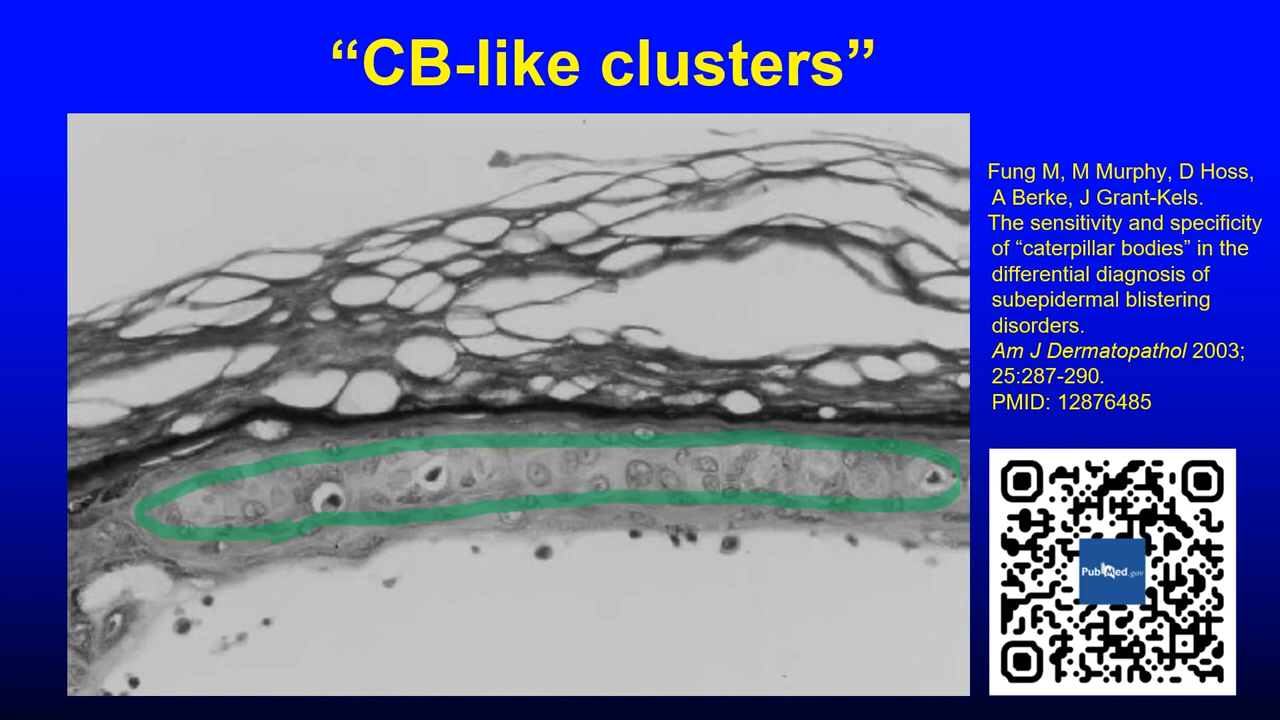 “CB-like clusters”
Fung M, M Murphy, D Hoss,
A Berke, J Grant-Kels.
The sensitivity and specificity
of “caterpillar bodies” in the
differential diagnosis of
subepidermal blistering
disorders.
Am J Dermatopathol 2003;
25:287-290.
PMID: 12876485
PubMed.gov